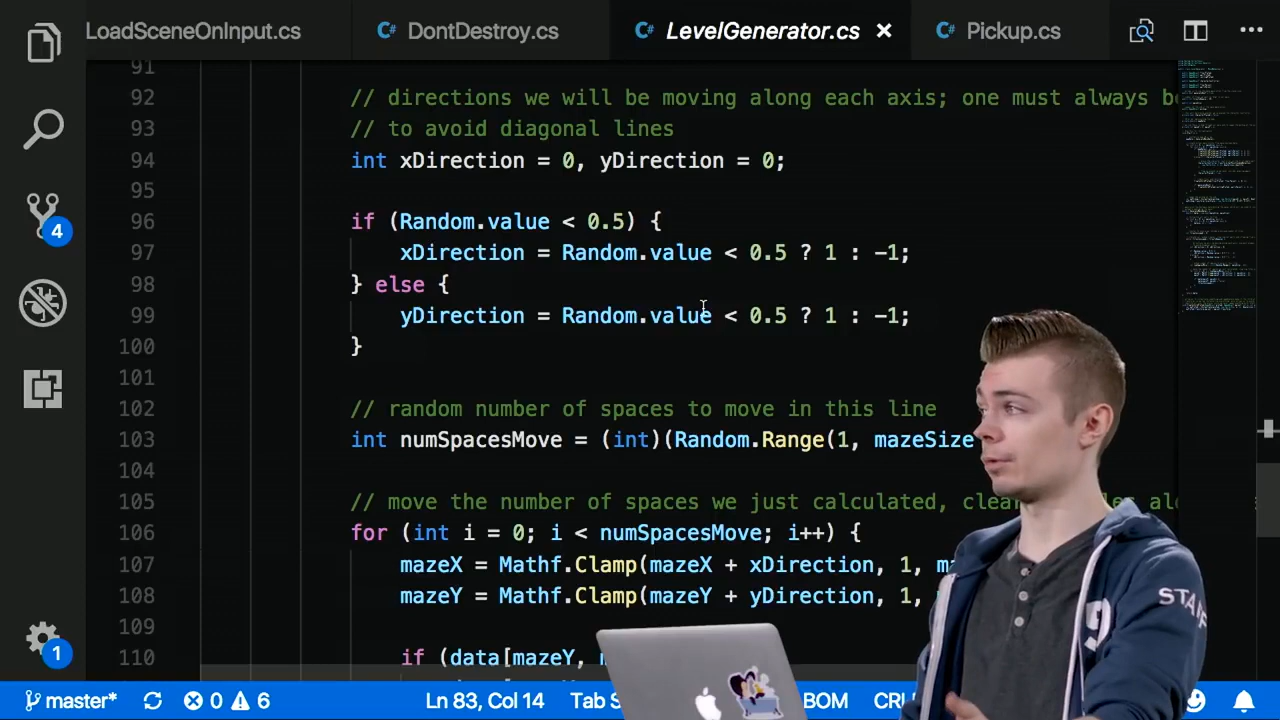 LoadSceneOnInput.cs
C# DontDestroy.cs
C# LevelGenerator.cs
C# Pickup.cs
91
92 // directions we will be moving along each axis; one must always
93 // to avoid diagonal lines
94 int xDirection = 0, yDirection = 0;
95
96 if (Random.value < 0.5) {
97 xDirection = Random.value < 0.5 ? 1 : -1;
98 } else {
99 yDirection = Random.value < 0.5 ? 1 : -1;
100 }
101
102 // random number of spaces to move in this line
103 int numSpacesMove = (int)(Random.Range(1, mazeSize
104
105 // move the number of spaces we just calculated,
106 for (int i = 0; i < numSpacesMove; i++) {
107 mazeX = Mathf.Clamp(mazeX + xDirection, 1,
108 mazeY = Mathf.Clamp(mazeY + yDirection, 1,
109
110 if (data[mazeY,
4
1
master* 0 6 Ln 83, Col 14 Tab S BOM
STAF
9